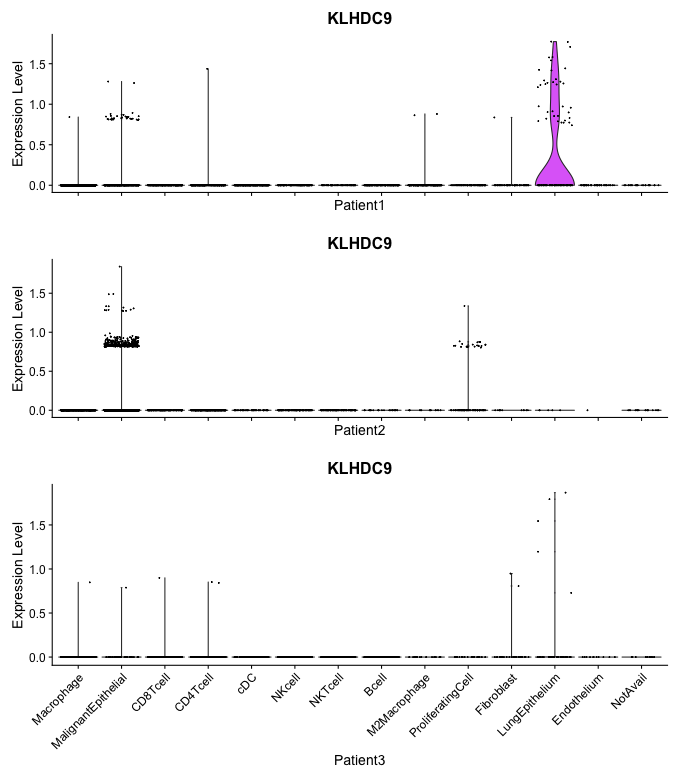 KLHDC9
Expression Level
1.5
1.0
0.5
0.0
Patient1
KLHDC9
Expression Level
1.5
1.0
0.5
0.0
Patient2
KLHDC9
Expression Level
1.5
1.0
0.5
0.0
Macrophage
MalignantEpithelial
CD8Tcell
CD4Tcell
cDC
NKcell
NKTcell
Bcell
M2Macrophage
ProliferatingCell
Fibroblast
LungEpithelium
Endothelium
NotAvail
Patient3